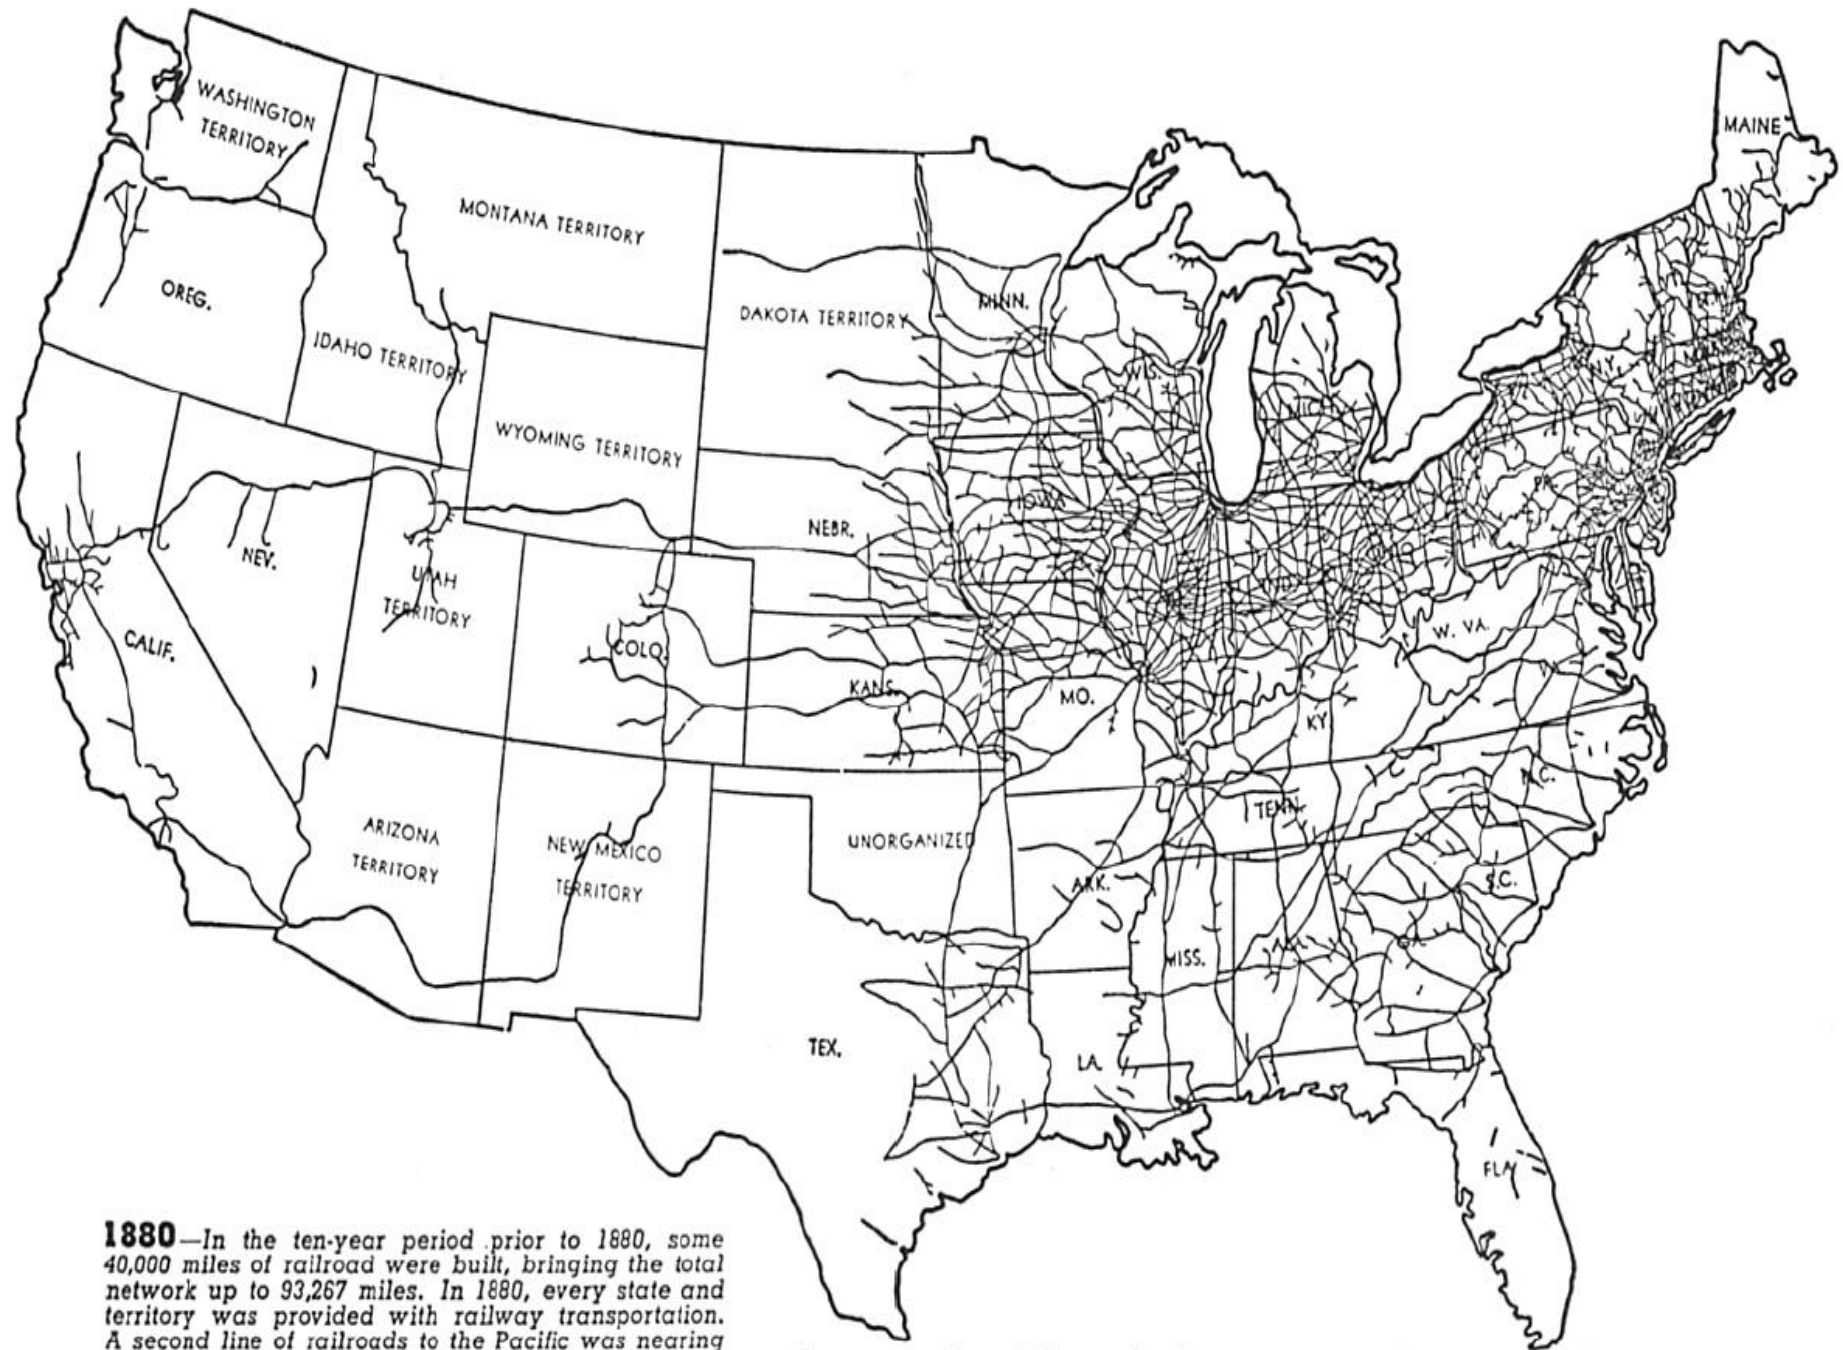 WASHINGTON
TERRITORY
MAINE
MONTANA TERRITORY
OREG.
MINN.
DAKOTA TERRITORY
IDAHO TERRITORY
WIS.
N.Y.
MICH.
WYOMING TERRITORY
IOWA
PA.
NEBR.
NEV.
UTAH
TERRITORY
IND.
CALIF.
COLO.
W. VA.
VA.
KANS.
MO.
KY.
N.C.
ARIZONA
TERRITORY
NEW MEXICO
TERRITORY
UNORGANIZED
TENN.
ARK.
S.C.
MISS.
ALA.
GA.
TEX.
LA.
FLA.
1880—In the ten-year period prior to 1880, some
40,000 miles of railroad were built, bringing the total
network up to 93,267 miles. In 1880, every state and
territory was provided with railway transportation.
A second line of railroads to the Pacific was nearing